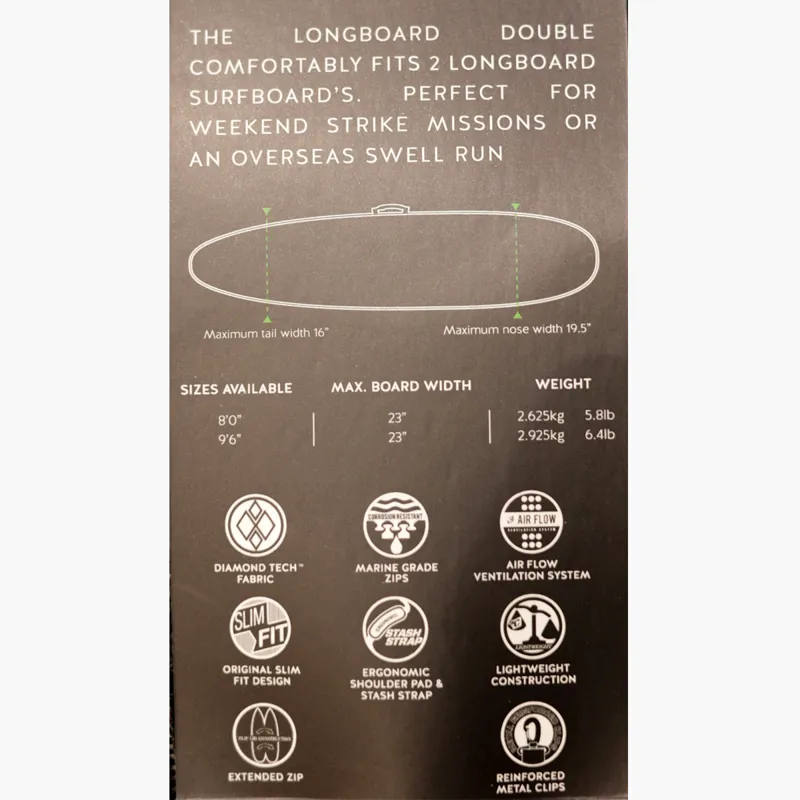 THE LONGBOARD DOUBLE
COMFORTABLY FITS 2 LONGBOARD
SURFBOARD'S. PERFECT FOR
WEEKEND STRIKE MISSIONS OR
AN OVERSEAS SWELL RUN
Maximum tail width 16" Maximum nose width 19.5"
SIZES AVAILABLE MAX. BOARD WIDTH WEIGHT
8'0" 23" 2.625kg 5.8lb
9'6" 23" 2.925kg 6.4lb
CORROSION RESISTANT
AIR FLOW
VENTILATION SYSTEM
DIAMOND TECH™
FABRIC
MARINE GRADE
ZIPS
AIR FLOW
VENTILATION SYSTEM
SLIM
FIT
STASH
STRAP
LIGHTWEIGHT
ORIGINAL SLIM
FIT DESIGN
ERGONOMIC
SHOULDER PAD &
STASH STRAP
LIGHTWEIGHT
CONSTRUCTION
EXTENDED ZIP
REINFORCED
METAL CLIPS